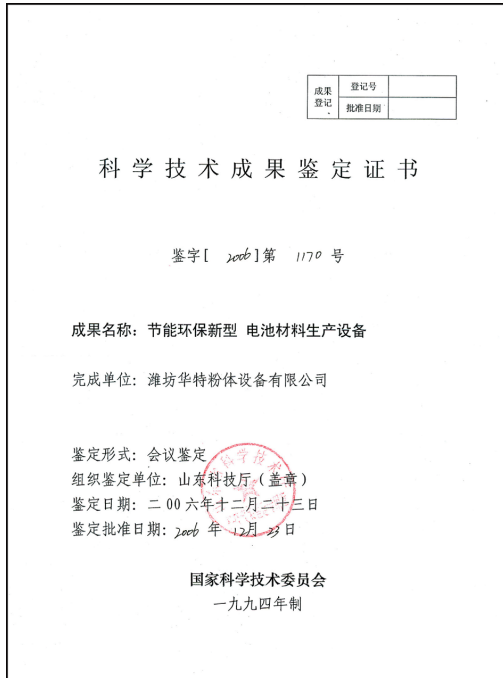 成果
登记
登记号
批准日期
科学技术成果鉴定证书
鉴字[ 2006]第 1170 号
成果名称：节能环保新型 电池材料生产设备
完成单位：潍坊华特粉体设备有限公司
鉴定形式：会议鉴定
组织鉴定单位：山东科技厅（盖章）
鉴定日期：二00六年十二月二十三日
鉴定批准日期：2006 年 12月 23日
国家科学技术委员会
一九九四年制